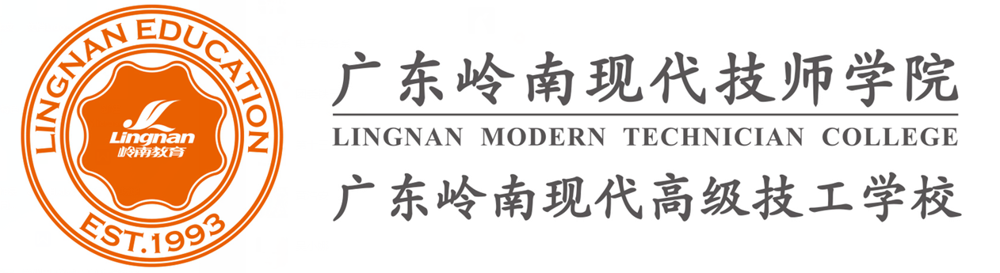 LINGNAN EDUCATION
Lingnan
岭南教育
EST.1993
广东岭南现代技师学院
LINGNAN MODERN TECHNICIAN COLLEGE
广东岭南现代高级技工学校